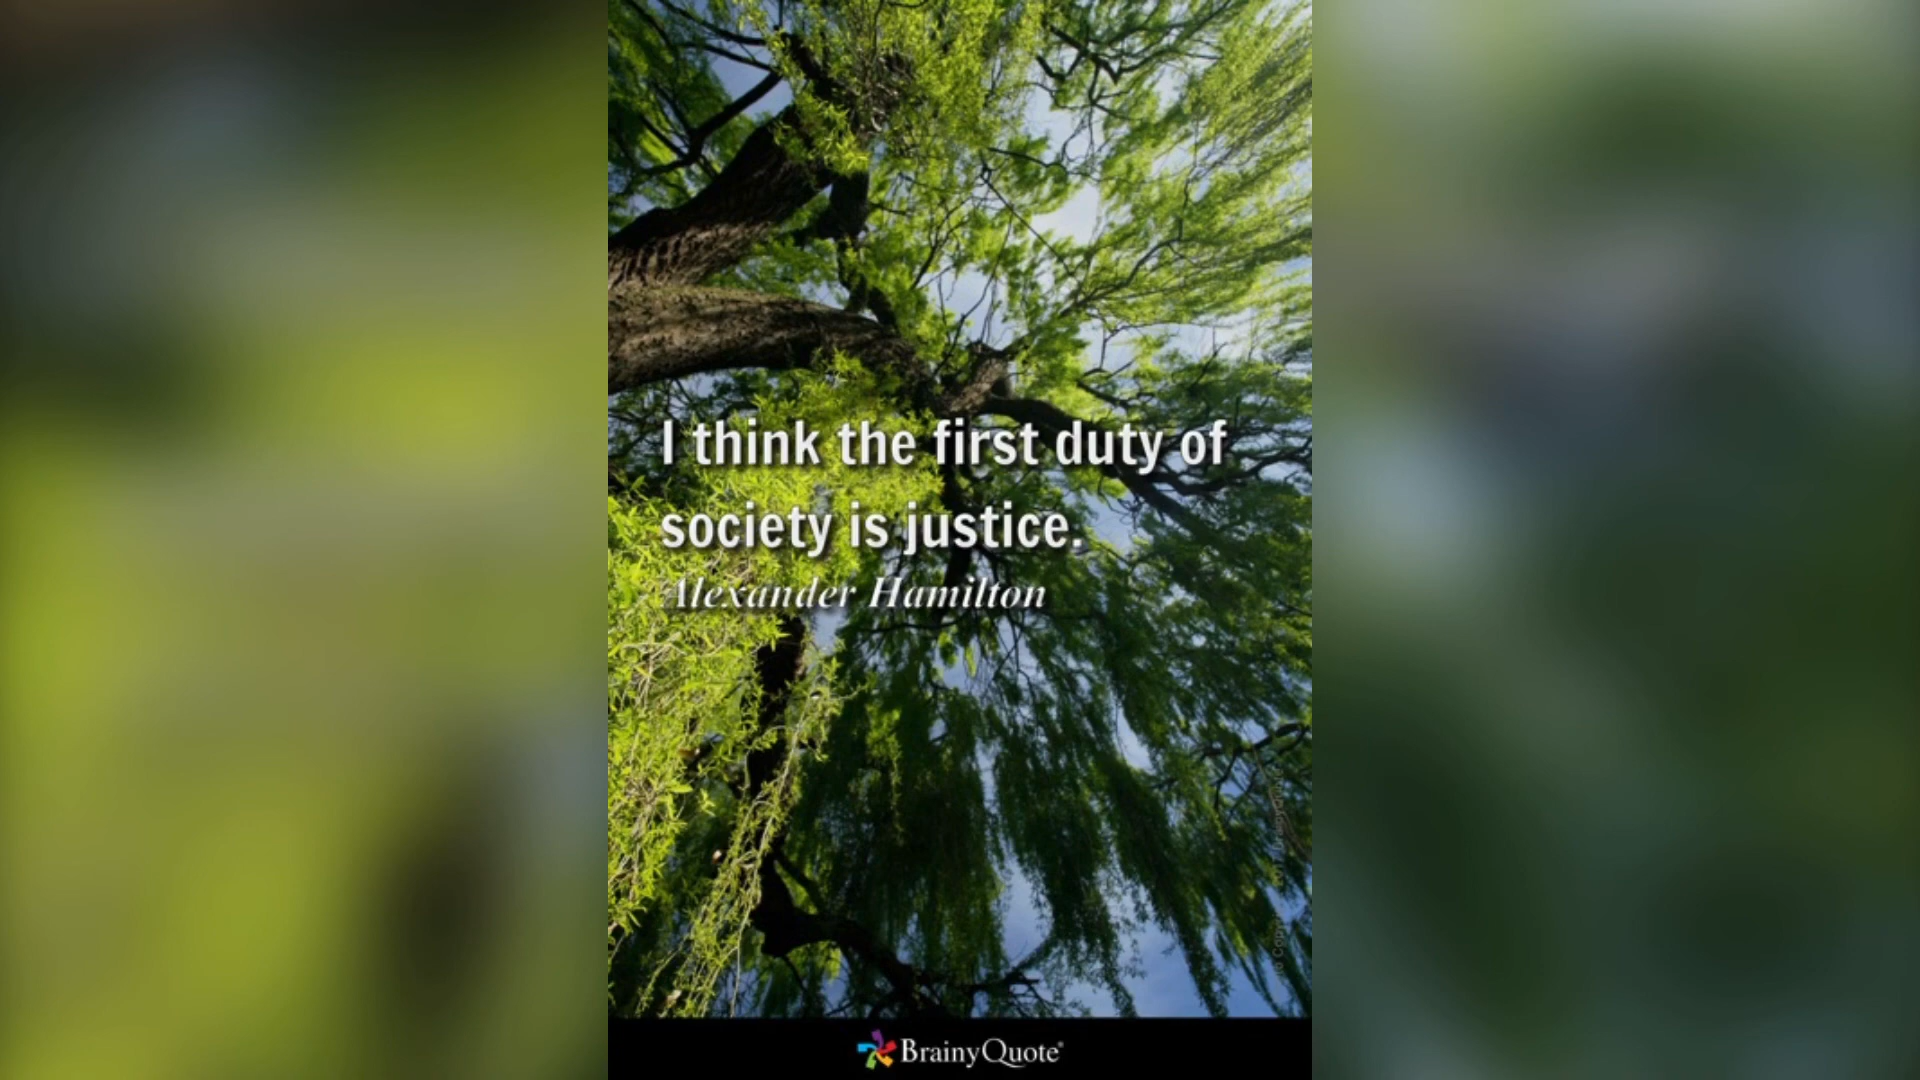 I think the first duty of
society is justice.
Alexander Hamilton
BrainyQuote®